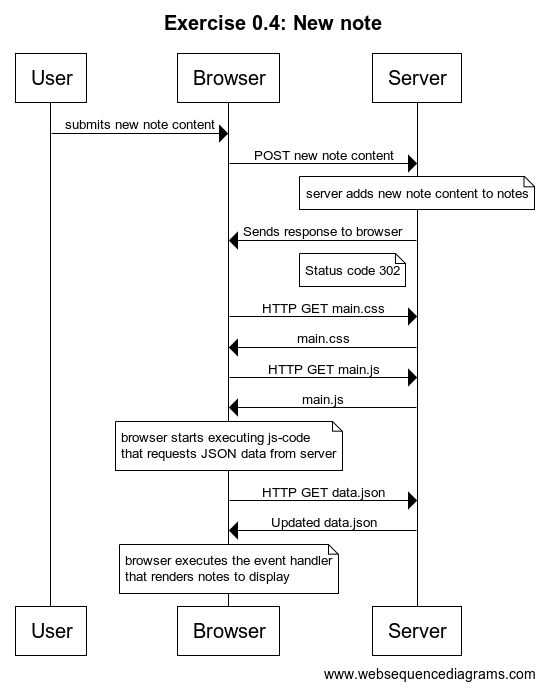 Exercise 0.4: New note
User
Browser
Server
submits new note content
POST new note content
server adds new note content to notes
Sends response to browser
Status code 302
HTTP GET main.css
main.css
HTTP GET main.js
main.js
browser starts executing js-code
that requests JSON data from server
HTTP GET data.json
Updated data.json
browser executes the event handler
that renders notes to display
User
Browser
Server
www.websequencediagrams.com